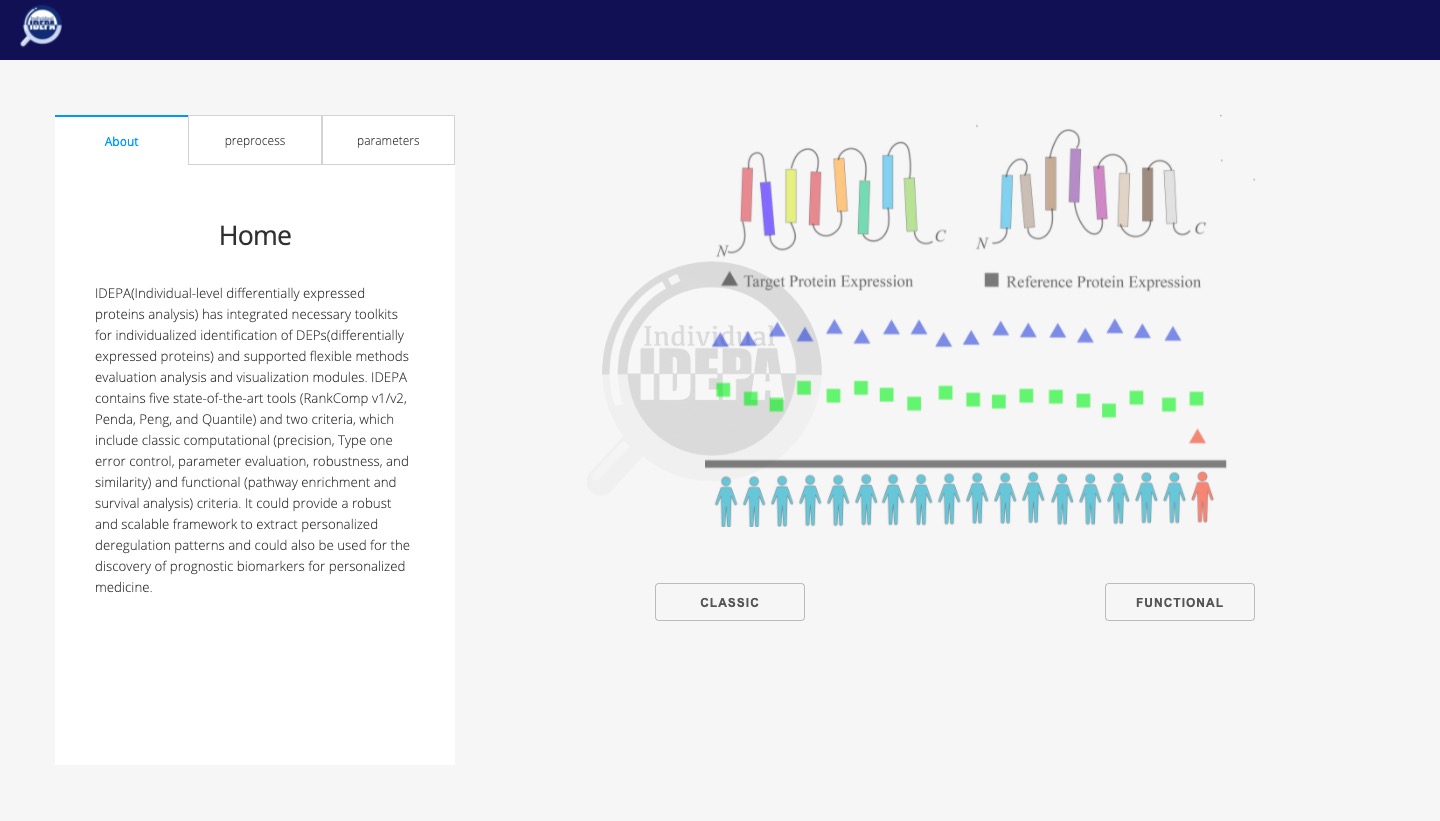 Individual
IDEPA
About
preprocess
parameters
Home
IDEPA(Individual-level differentially expressed
proteins analysis) has integrated necessary toolkits
for individualized identification of DEPs(differentially
expressed proteins) and supported flexible methods
evaluation analysis and visualization modules. IDEPA
contains five state-of-the-art tools (RankComp v1/v2,
Penda, Peng, and Quantile) and two criteria, which
include classic computational (precision, Type one
error control, parameter evaluation, robustness, and
similarity) and functional (pathway enrichment and
survival analysis) criteria. It could provide a robust
and scalable framework to extract personalized
deregulation patterns and could also be used for the
discovery of prognostic biomarkers for personalized
medicine.
N
C
N
C
Target Protein Expression
Reference Protein Expression
Individual
IDEPA
CLASSIC
FUNCTIONAL